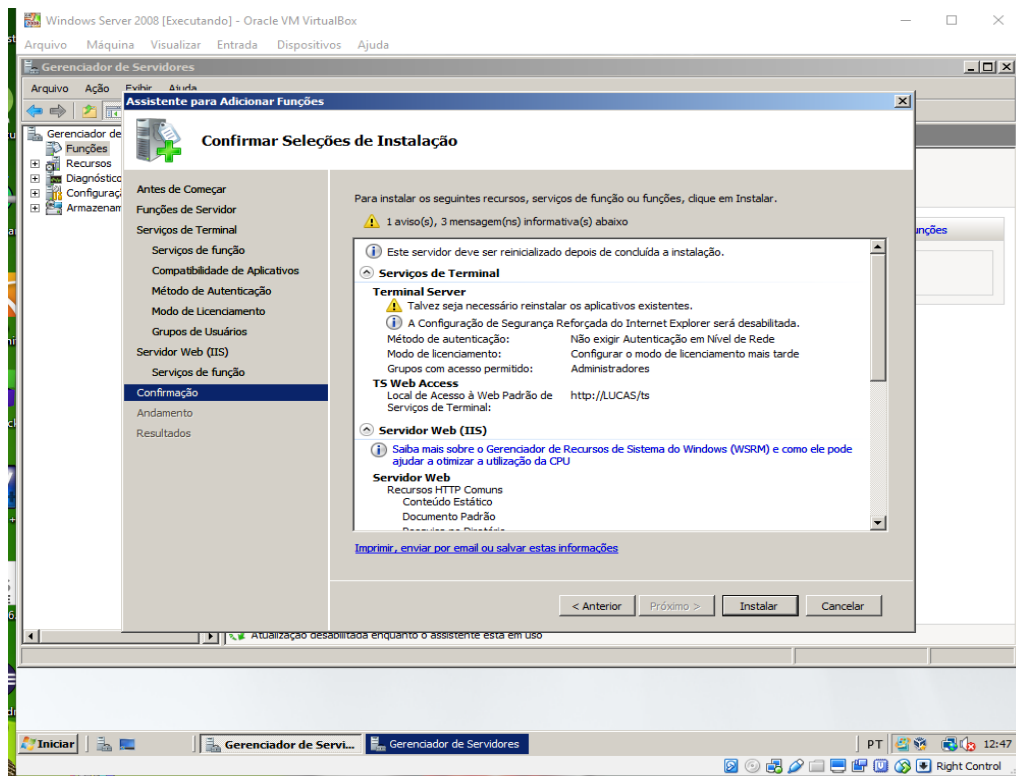 Windows Server 2008 [Executando] - Oracle VM VirtualBox
Arquivo Máquina Visualizar Entrada Dispositivos Ajuda
Gerenciador de Servidores
Arquivo Ação Exibir Ajuda
Assistente para Adicionar Funções
Confirmar Seleções de Instalação
Gerenciador de
Funções
Recursos
Diagnóstico
Configuraç
Armazenam
Antes de Começar
Funções de Servidor
Serviços de Terminal
Serviços de função
Compatibilidade de Aplicativos
Método de Autenticação
Modo de Licenciamento
Grupos de Usuários
Servidor Web (IIS)
Serviços de função
Confirmação
Andamento
Resultados
Para instalar os seguintes recursos, serviços de função ou funções, clique em Instalar.
1 aviso(s), 3 mensagem(ns) informativa(s) abaixo
Este servidor deve ser reinicializado depois de concluída a instalação.
Serviços de Terminal
Terminal Server
Talvez seja necessário reinstalar os aplicativos existentes.
A Configuração de Segurança Reforçada do Internet Explorer será desabilitada.
Método de autenticação: Não exigir Autenticação em Nível de Rede
Modo de licenciamento: Configurar o modo de licenciamento mais tarde
Grupos com acesso permitido: Administradores
TS Web Access
Local de Acesso à Web Padrão de http://LUCAS/ts
Serviços de Terminal:
Servidor Web (IIS)
Saiba mais sobre o Gerenciador de Recursos de Sistema do Windows (WSRM) e como ele pode
ajudar a otimizar a utilização da CPU
Servidor Web
Recursos HTTP Comuns
Conteúdo Estático
Documento Padrão
Imprimir, enviar por email ou salvar estas informações
< Anterior Próximo > Instalar Cancelar
unções
Atualização desabilitada enquanto o assistente está em uso
Iniciar Gerenciador de Servi... Gerenciador de Servidores PT 12:47
Right Control